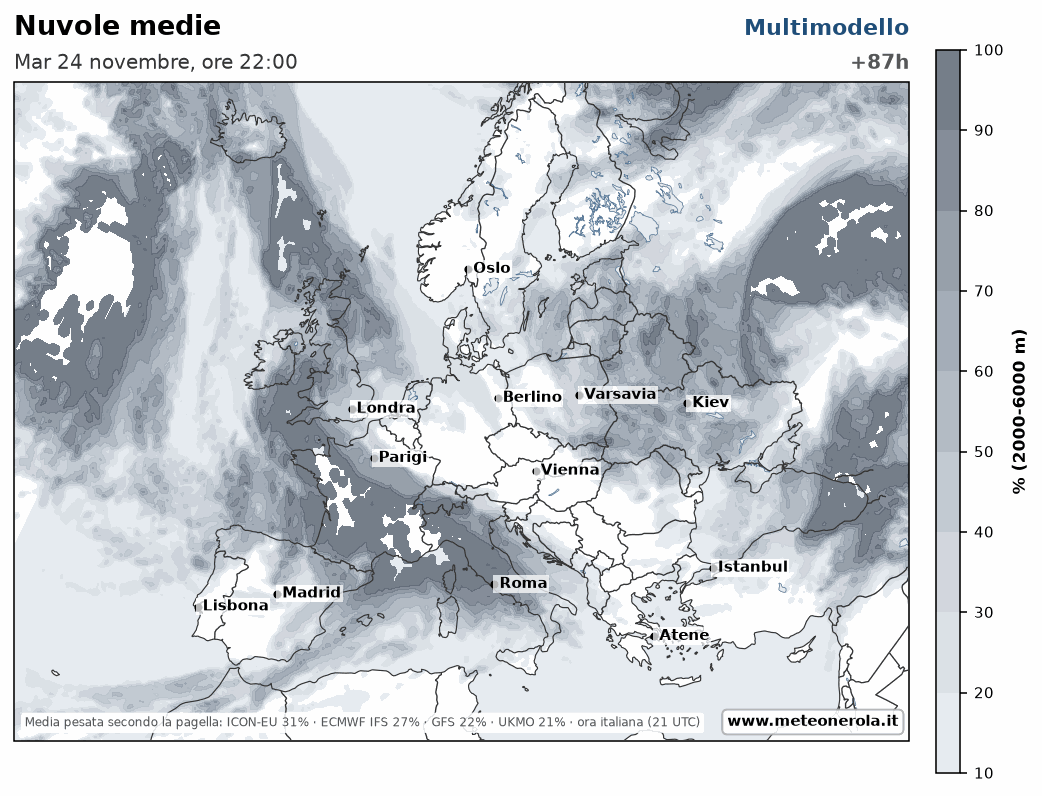 Nuvole medie
Multimodello
Mar 24 novembre, ore 22:00
+87h
100
90
80
70
60
50
40
30
20
10
% (2000-6000 m)
Oslo
Berlino
Varsavia
Kiev
Londra
Parigi
Vienna
Istanbul
Roma
Madrid
Lisbona
Atene
Media pesata secondo la pagella: ICON-EU 31% · ECMWF IFS 27% · GFS 22% · UKMO 21% · ora italiana (21 UTC)
www.meteonerola.it